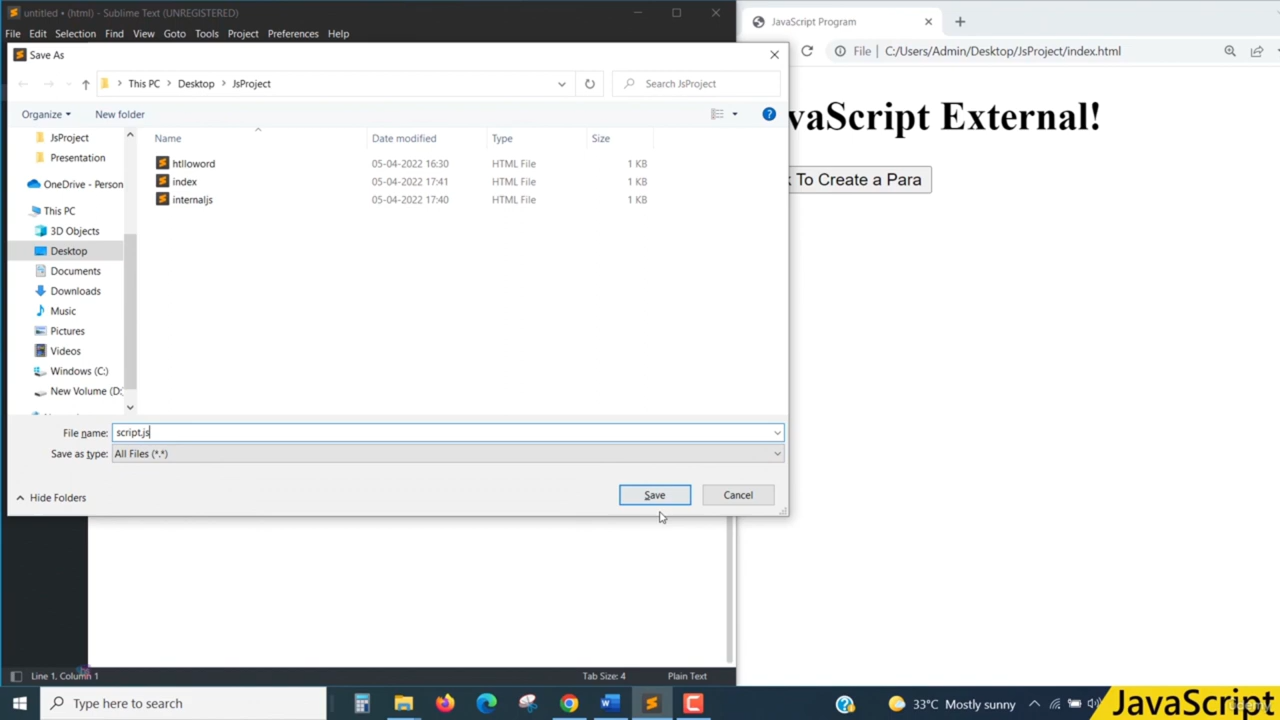 untitled • (html) - Sublime Text (UNREGISTERED)
File Edit Selection Find View Goto Tools Project Preferences Help
Save As
This PC > Desktop > JsProject
Search JsProject
Organize
New folder
Name Date modified Type Size
JsProject
Presentation
OneDrive - Person
This PC
3D Objects
Desktop
Documents
Downloads
Music
Pictures
Videos
Windows (C:)
New Volume (D:
htlloword 05-04-2022 16:30 HTML File 1 KB
index 05-04-2022 17:41 HTML File 1 KB
internaljs 05-04-2022 17:40 HTML File 1 KB
File name: script.js
Save as type: All Files (*.*)
Hide Folders
Save
Cancel
Line 1, Column 1
Tab Size: 4
Plain Text
JavaScript Program
File | C:/Users/Admin/Desktop/JsProject/index.html
vaScript External!
k To Create a Para
Type here to search
33°C Mostly sunny
JavaScript